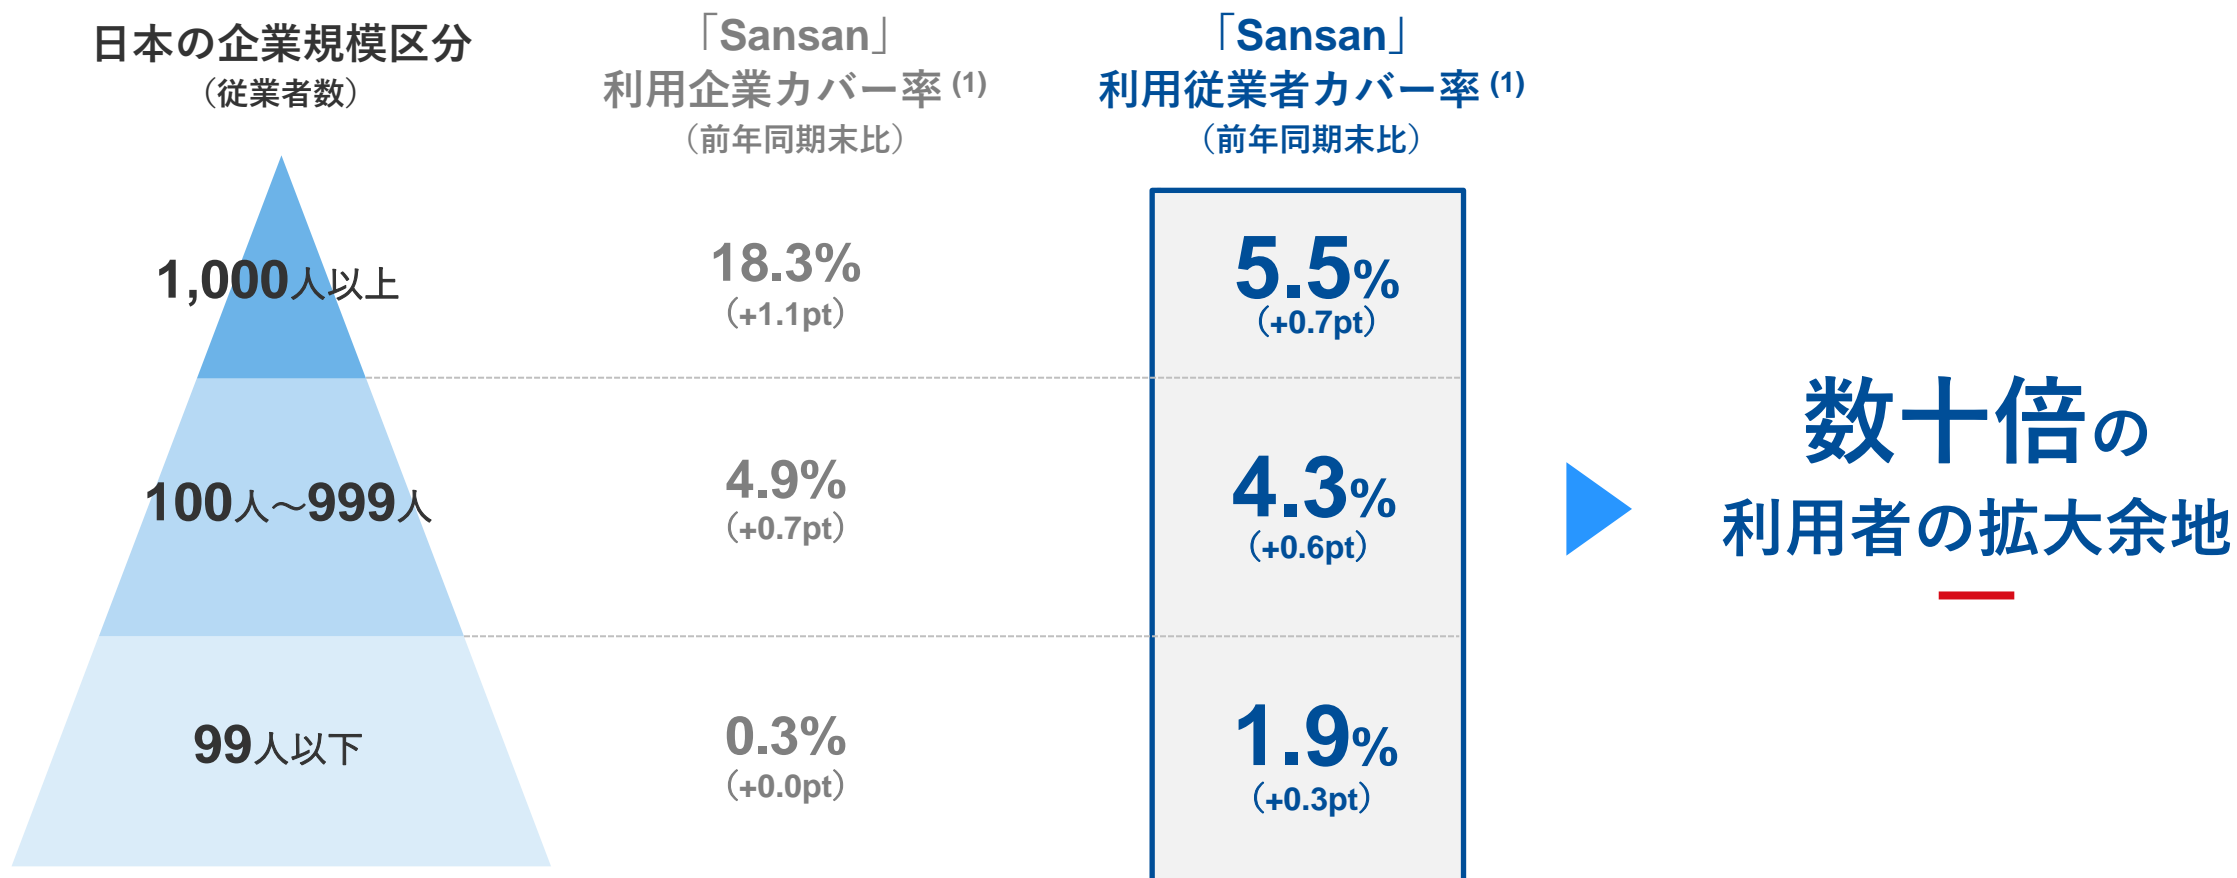 日本の企業規模区分
（従業者数）
「Sansan」
利用企業カバー率 (1)
（前年同期末比）
「Sansan」
利用従業者カバー率 (1)
（前年同期末比）
1,000人以上
18.3%
（+1.1pt）
5.5%
（+0.7pt）
100人～999人
4.9%
（+0.7pt）
4.3%
（+0.6pt）
99人以下
0.3%
（+0.0pt）
1.9%
（+0.3pt）
数十倍の
利用者の拡大余地